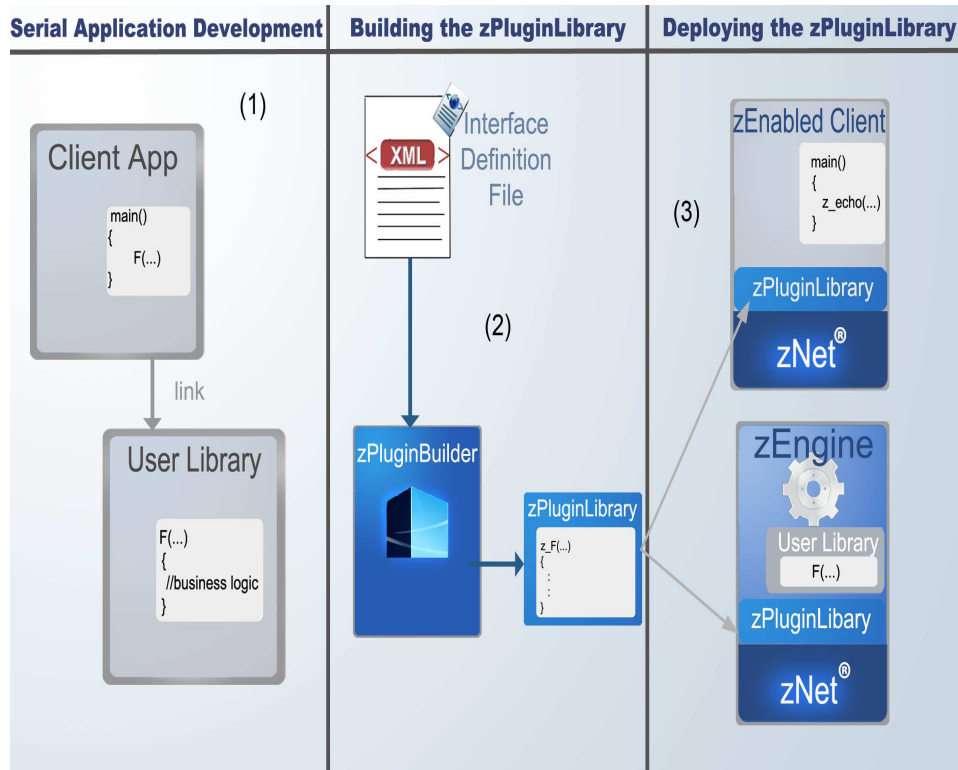 Serial Application Development
Building the zPluginLibrary
Deploying the zPluginLibrary
(1)
Client App
main()
{
F(...)
}
link
User Library
F(...)
{
//business logic
}
< XML >
Interface
Definition
File
(2)
zPluginBuilder
zPluginLibrary
z_F(...)
{
:
:
}
(3)
zEnabled Client
main()
{
z_echo(...)
}
zPluginLibrary
zNet®
zEngine
User Library
F(...)
zPluginLibary
zNet®